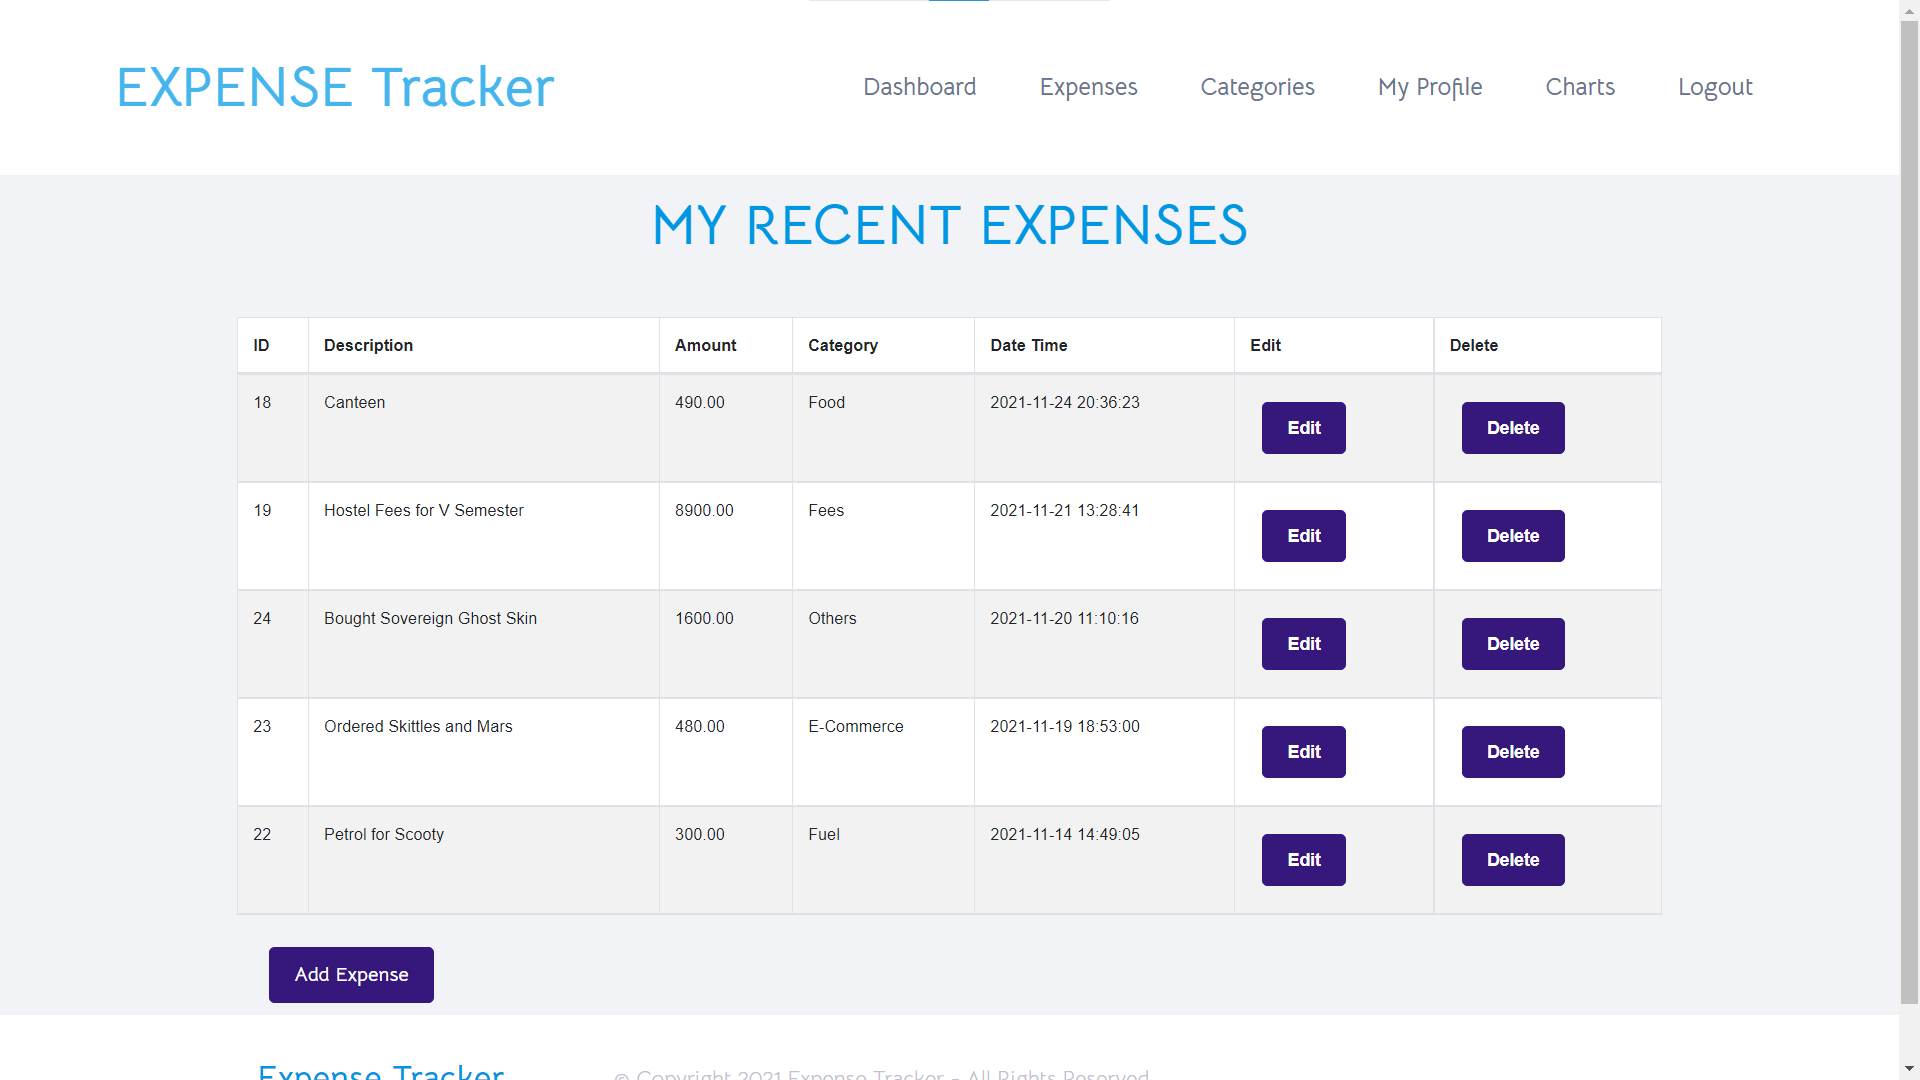 EXPENSE Tracker Dashboard Expenses Categories My Profile Charts Logout
MY RECENT EXPENSES
ID Description Amount Category Date Time Edit Delete
18 Canteen 490.00 Food 2021-11-24 20:36:23 Edit Delete
19 Hostel Fees for V Semester 8900.00 Fees 2021-11-21 13:28:41 Edit Delete
24 Bought Sovereign Ghost Skin 1600.00 Others 2021-11-20 11:10:16 Edit Delete
23 Ordered Skittles and Mars 480.00 E-Commerce 2021-11-19 18:53:00 Edit Delete
22 Petrol for Scooty 300.00 Fuel 2021-11-14 14:49:05 Edit Delete
Add Expense
Expense Tracker © Copyright 2021 Expense Tracker - All Rights Reserved